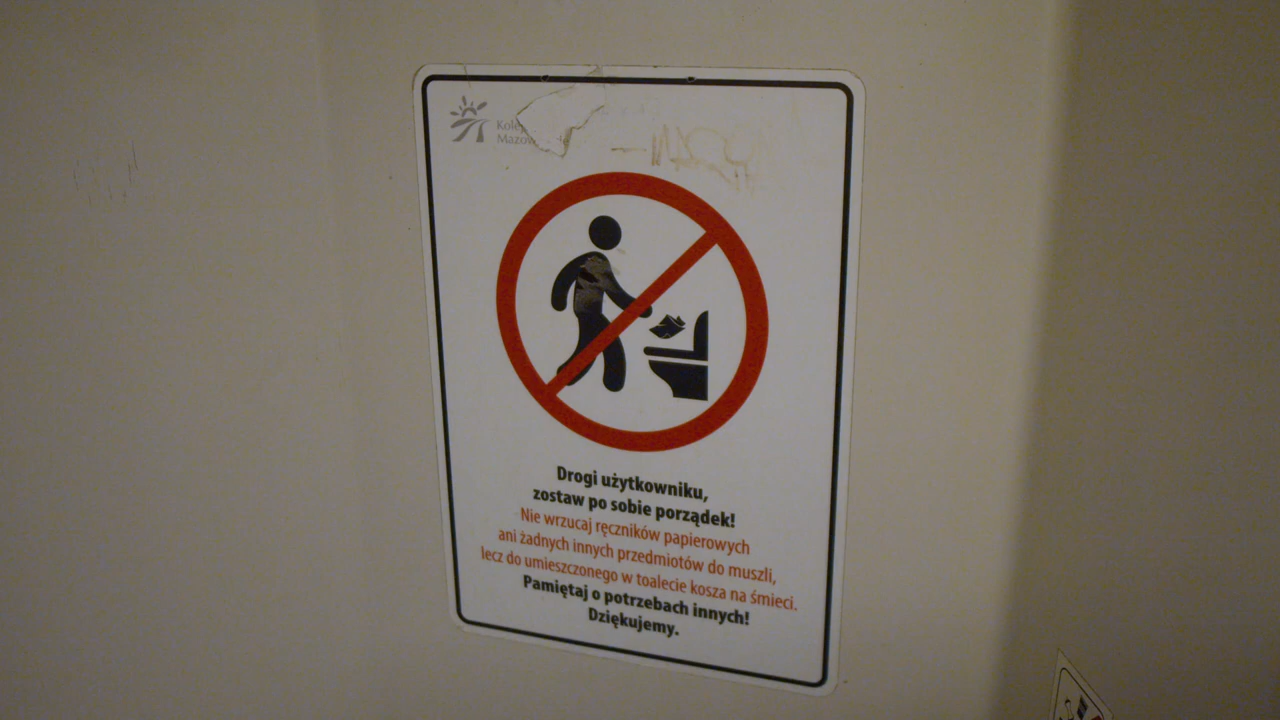 Drogi użytkowniku,
zostaw po sobie porządek!
Nie wrzucaj ręczników papierowych
ani żadnych innych przedmiotów do muszli,
lecz do umieszczonego w toalecie kosza na śmieci.
Pamiętaj o potrzebach innych!
Dziękujemy.